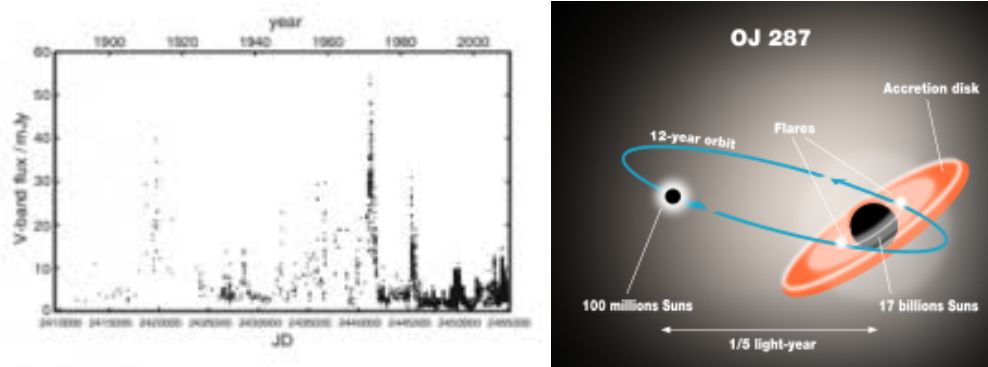 year
1900 1920 1940 1960 1980 2000
60
50
40
30
20
10
0
V-band flux / mJy
2415000 2420000 2425000 2430000 2435000 2440000 2445000 2450000 2455000
JD
OJ 287
Accretion disk
Flares
12-year orbit
100 millions Suns
17 billions Suns
1/5 light-year